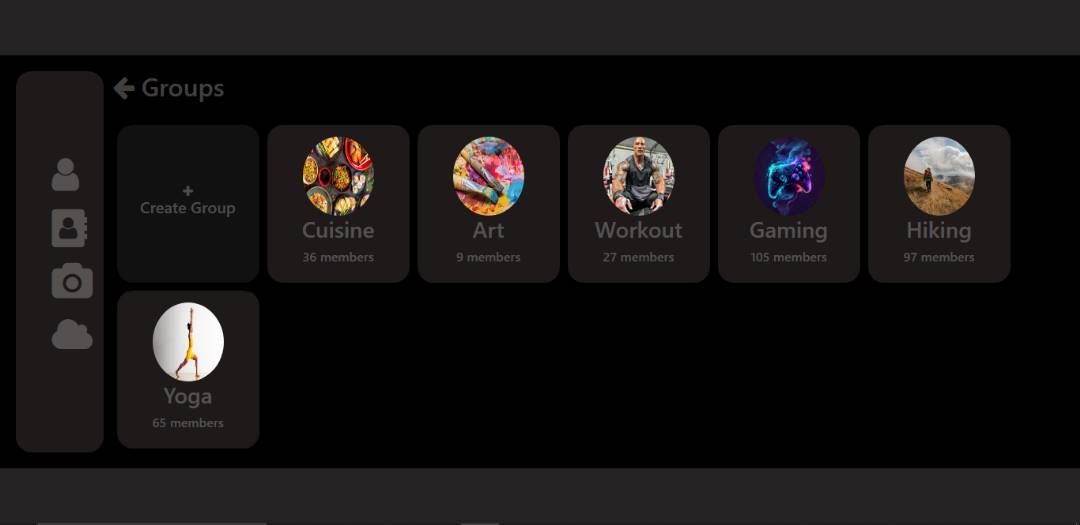 Groups
+
Create Group
Cuisine
36 members
Art
9 members
Workout
27 members
Gaming
105 members
Hiking
97 members
Yoga
65 members